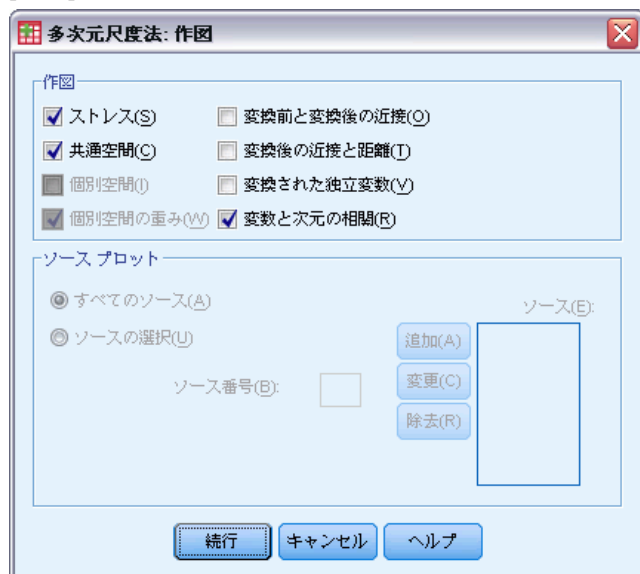 多次元尺度法: 作図
作図
ストレス(S) 変換前と変換後の近接(O)
共通空間(C) 変換後の近接と距離(T)
個別空間(I) 変換された独立変数(V)
個別空間の重み(W) 変数と次元の相関(R)
ソース プロット
すべてのソース(A) ソース(E):
ソースの選択(U)
追加(A)
ソース番号(B): 変更(C)
除去(R)
続行 キャンセル ヘルプ